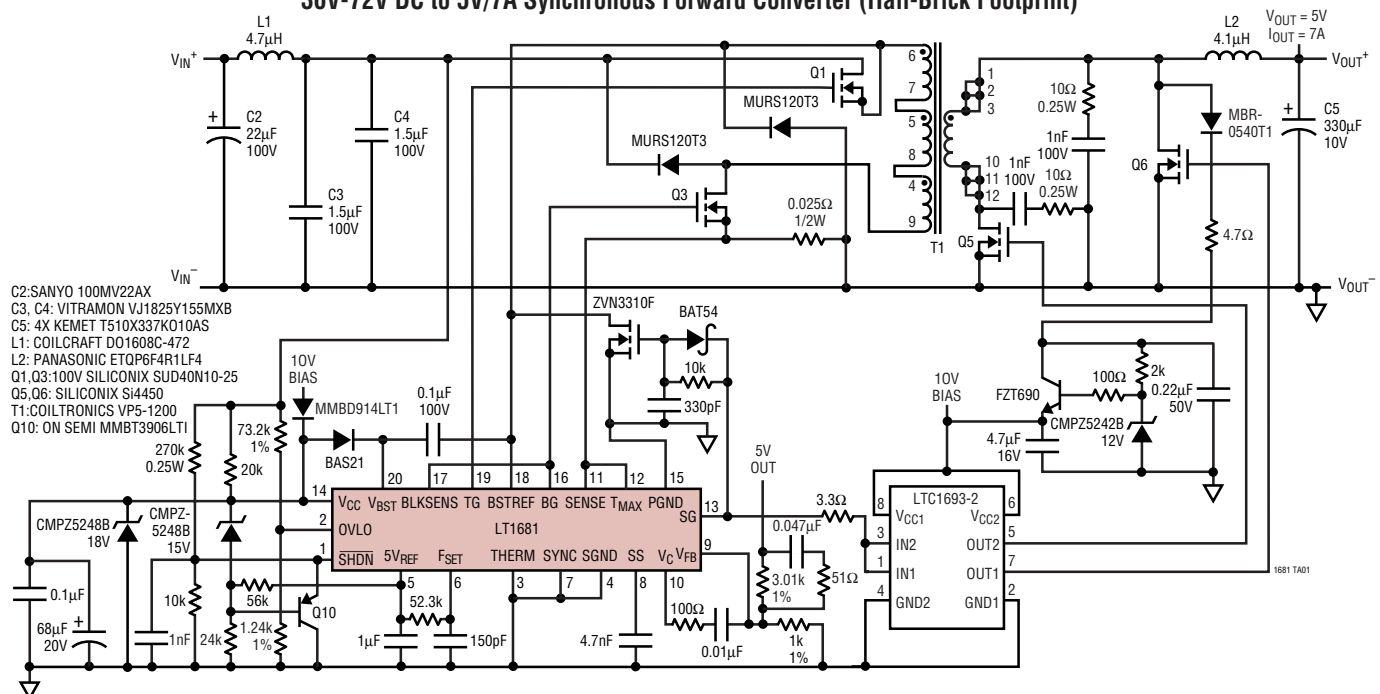 36V-72V DC to 5V/7A Synchronous Forward Converter (Half-Brick Footprint)
L1
4.7µH
VIN+
C2
22µF
100V
+
C3
1.5µF
100V
C4
1.5µF
100V
VIN–
Q1
MURS120T3
MURS120T3
Q3
0.025Ω
1/2W
6
7
5
8
4
9
T1
1
2
3
10
11
12
1nF
100V
10Ω
0.25W
10Ω
0.25W
1nF
100V
Q5
Q6
MBR-
0540T1
4.7Ω
L2
4.1µH
VOUT = 5V
IOUT = 7A
VOUT+
+
C5
330µF
10V
VOUT–
C2:SANYO 100MV22AX
C3, C4: VITRAMON VJ1825Y155MXB
C5: 4X KEMET T510X337KO10AS
L1: COILCRAFT DO1608C-472
L2: PANASONIC ETQP6F4R1LF4
Q1,Q3:100V SILICONIX SUD40N10-25
Q5,Q6: SILICONIX Si4450
T1:COILTRONICS VP5-1200
Q10: ON SEMI MMBT3906LTI
10V
BIAS
MMBD914LT1
BAS21
0.1µF
100V
270k
0.25W
20k
73.2k
1%
ZVN3310F
BAT54
10k
330pF
5V
OUT
3.3Ω
0.047µF
3.01k
1%
51Ω
1k
1%
10V
BIAS
FZT690
100Ω
2k
0.22µF
50V
CMPZ5242B
12V
4.7µF
16V
14
20
17
19
18
16
11
12
15
VCC VBST BLKSENS TG BSTREF BG SENSE TMAX PGND
SG
13
2
OVLO
LT1681
1
SHDN 5VREF FSET THERM SYNC SGND SS VC VFB
9
5
6
3
7
4
8
10
CMPZ5248B
18V
CMPZ-
5248B
15V
0.1µF
68µF
20V
+
1nF
10k
24k
56k
1.24k
1%
Q10
52.3k
1µF
150pF
4.7nF
100Ω
0.01µF
LTC1693-2
8
VCC1
VCC2
6
3
IN2
OUT2
5
1
IN1
OUT1
7
4
GND2
GND1
2
1681 TA01